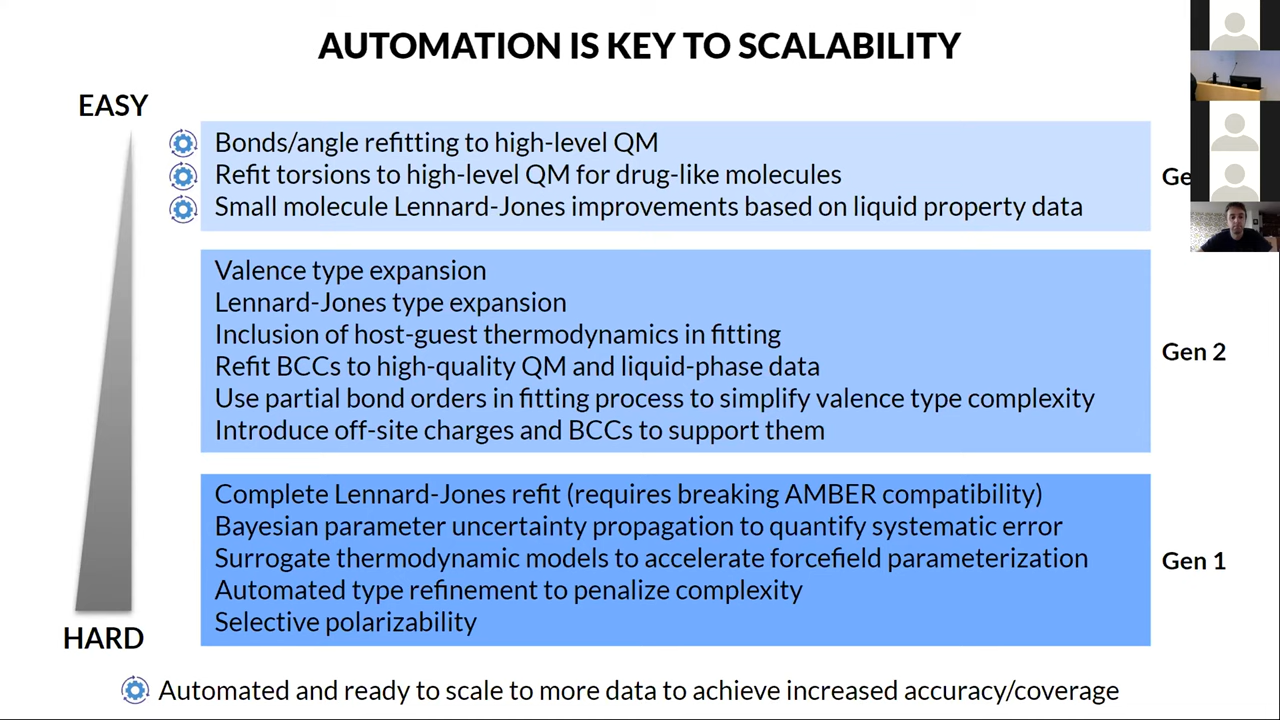 AUTOMATION IS KEY TO SCALABILITY
EASY
Bonds/angle refitting to high-level QM
Refit torsions to high-level QM for drug-like molecules
Small molecule Lennard-Jones improvements based on liquid property data
Ge
Valence type expansion
Lennard-Jones type expansion
Inclusion of host-guest thermodynamics in fitting
Refit BCCs to high-quality QM and liquid-phase data
Use partial bond orders in fitting process to simplify valence type complexity
Introduce off-site charges and BCCs to support them
Gen 2
Complete Lennard-Jones refit (requires breaking AMBER compatibility)
Bayesian parameter uncertainty propagation to quantify systematic error
Surrogate thermodynamic models to accelerate forcefield parameterization
Automated type refinement to penalize complexity
Selective polarizability
Gen 1
HARD
Automated and ready to scale to more data to achieve increased accuracy/coverage